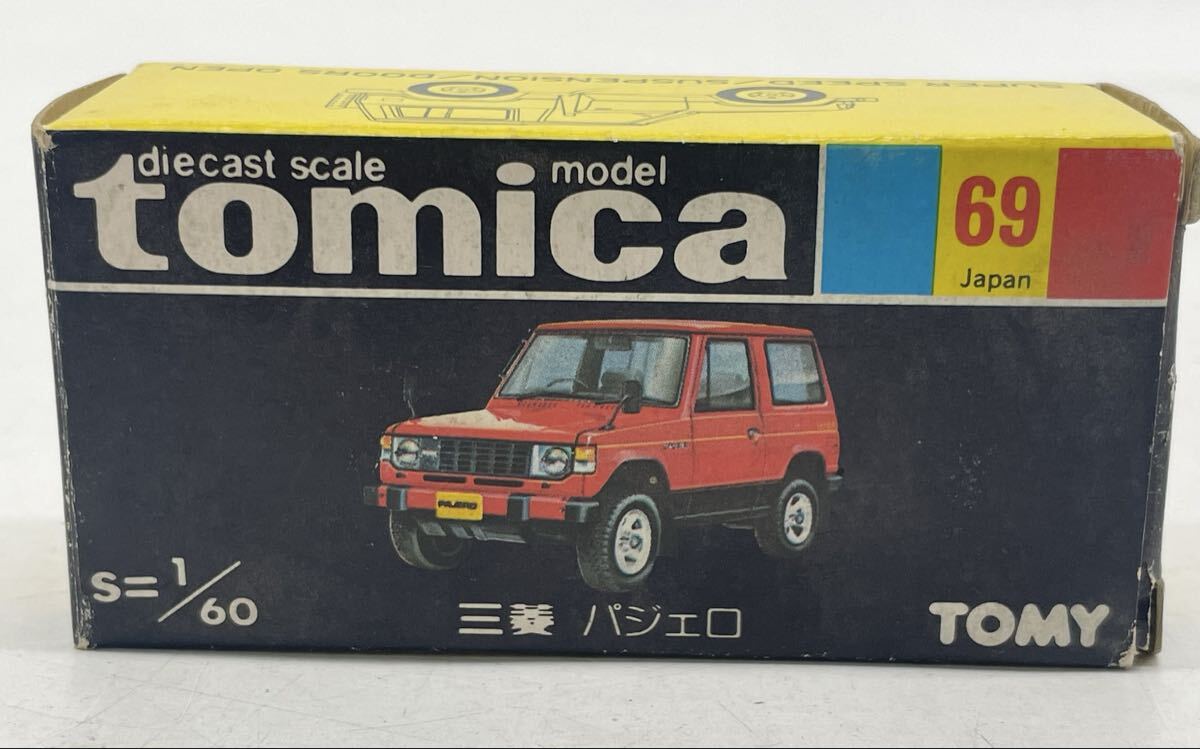 SUPER SPEED/SUSPENSION/DOORS OPEN
diecast scale model
tomica
69
Japan
PAJERO
S=1/60
三菱 パジェロ
TOMY